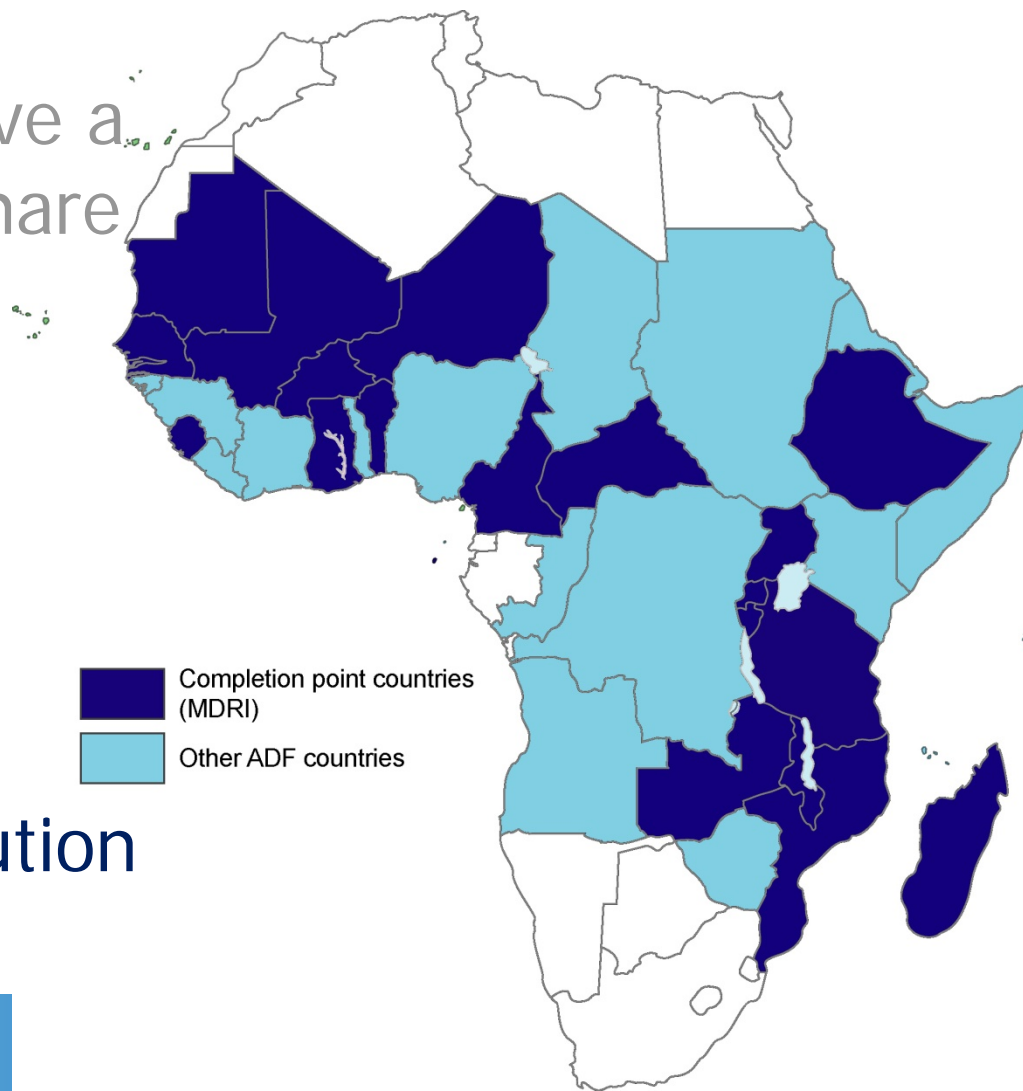 ve a
hare
Completion point countries
(MDRI)
Other ADF countries
ution